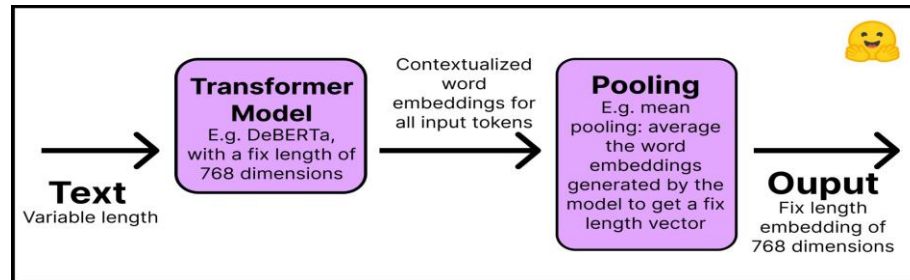 Text
Variable length
Transformer
Model
E.g. DeBERTa,
with a fix length of
768 dimensions
Contextualized
word
embeddings for
all input tokens
Pooling
E.g. mean
pooling: average
the word
embeddings
generated by the
model to get a fix
length vector
Ouput
Fix length
embedding of
768 dimensions